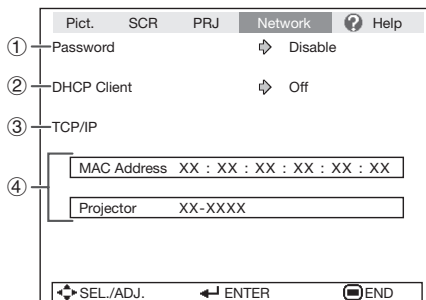 Pict. SCR PRJ Network ? Help
① Password Disable
② DHCP Client Off
③ TCP/IP
④
MAC Address XX : XX : XX : XX : XX : XX
Projector XX-XXXX
SEL./ADJ. ENTER END